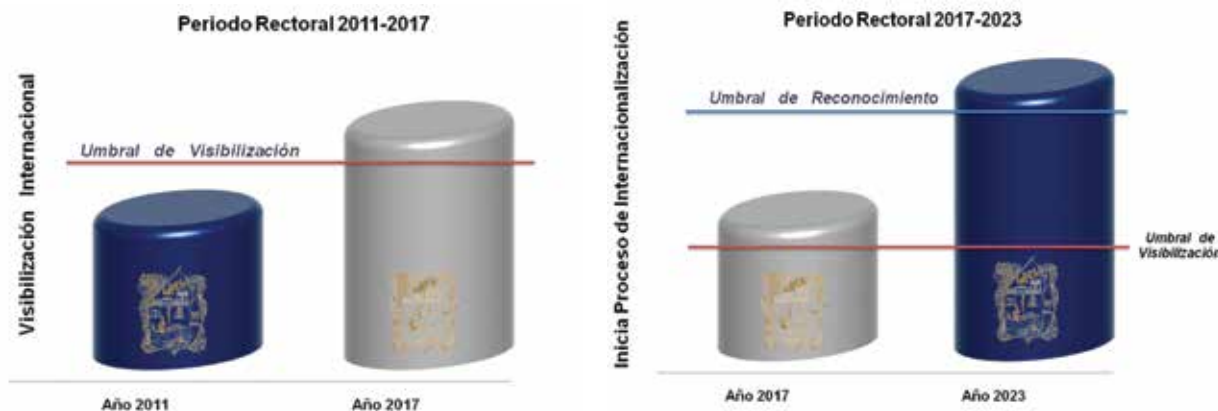 Periodo Rectoral 2011-2017
Visibilización Internacional
Umbral de Visibilización
Año 2011
Año 2017
Periodo Rectoral 2017-2023
Inicia Proceso de Internacionalización
Umbral de Reconocimiento
Umbral de
Visibilización
Año 2017
Año 2023